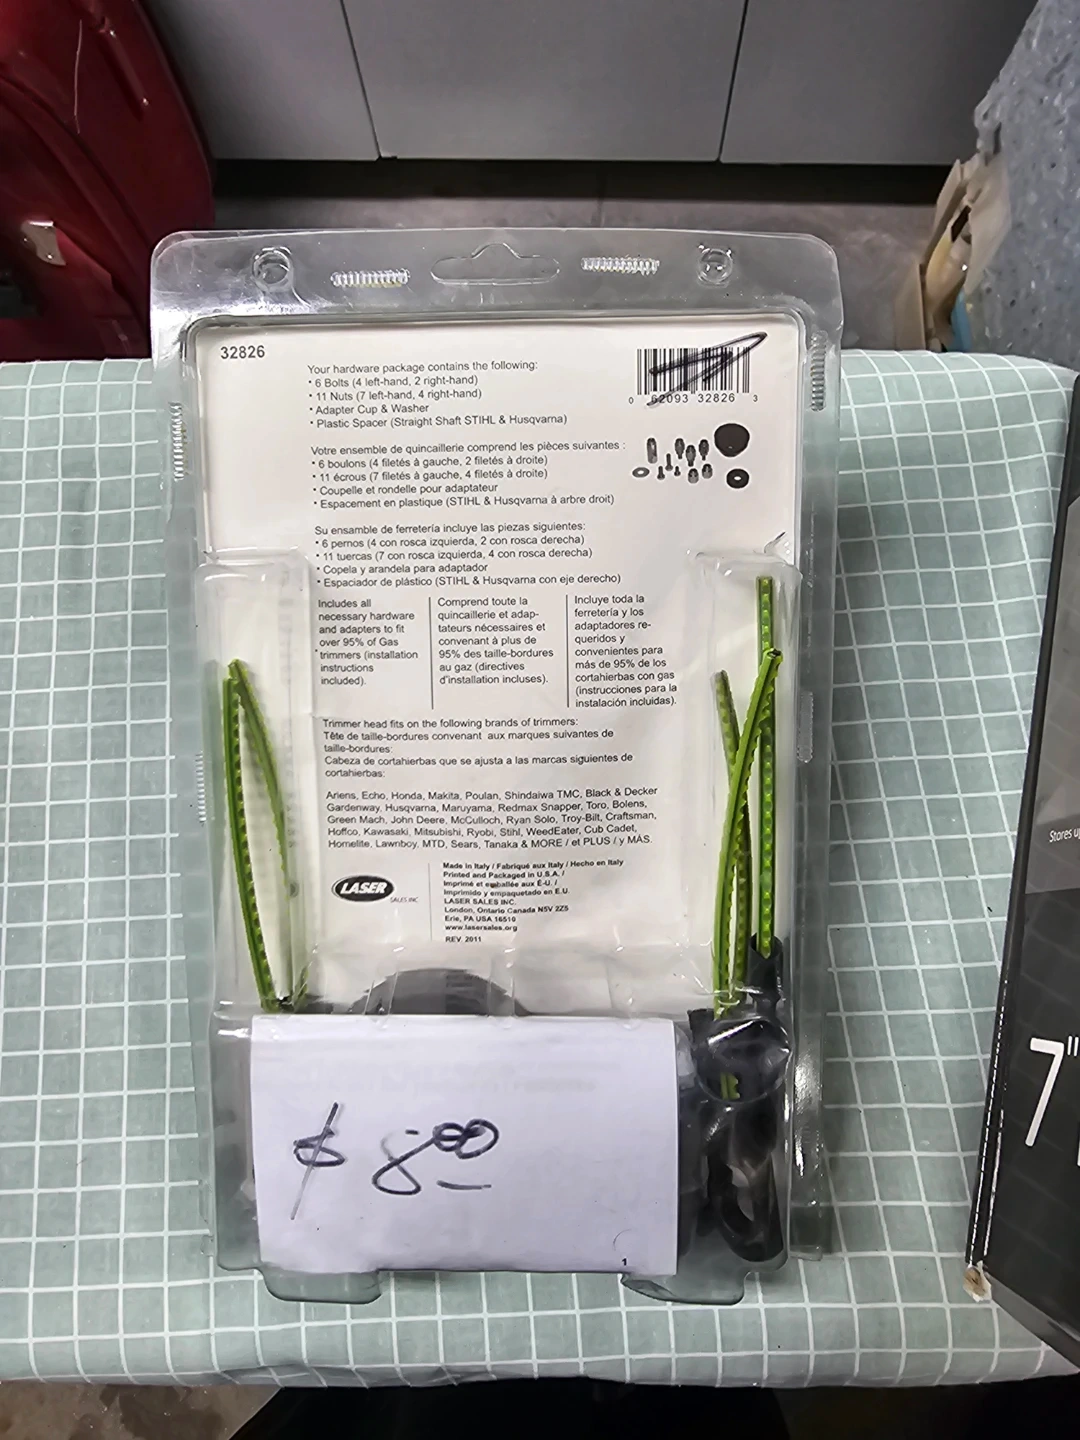 32826
Your hardware package contains the following:
• 6 Bolts (4 left-hand, 2 right-hand)
• 11 Nuts (7 left-hand, 4 right-hand)
• Adapter Cup & Washer
• Plastic Spacer (Straight Shaft STIHL & Husqvarna)
0 62093 32826 3
Votre ensemble de quincaillerie comprend les pièces suivantes :
• 6 boulons (4 filetés à gauche, 2 filetés à droite)
• 11 écrous (7 filetés à gauche, 4 filetés à droite)
• Coupelle et rondelle pour adaptateur
• Espacement en plastique (STIHL & Husqvarna à arbre droit)
Su ensamble de ferretería incluye las piezas siguientes:
• 6 pernos (4 con rosca izquierda, 2 con rosca derecha)
• 11 tuercas (7 con rosca izquierda, 4 con rosca derecha)
• Copela y arandela para adaptador
• Espaciador de plástico (STIHL & Husqvarna con eje derecho)
Includes all
necessary hardware
and adapters to fit
over 95% of Gas
trimmers (installation
instructions
included).
Comprend toute la
quincaillerie et adap-
tateurs nécessaires et
convenant à plus de
95% des taille-bordures
au gaz (directives
d'installation incluses).
Incluye toda la
ferretería y los
adaptadores re-
queridos y
convenientes para
más de 95% de los
cortahierbas con gas
(instrucciones para la
instalación incluidas).
Trimmer head fits on the following brands of trimmers:
Tête de taille-bordures convenant aux marques suivantes de
taille-bordures:
Cabeza de cortahierbas que se ajusta a las marcas siguientes de
cortahierbas:
Ariens, Echo, Honda, Makita, Poulan, Shindaiwa TMC, Black & Decker
Gardenway, Husqvarna, Maruyama, Redmax Snapper, Toro, Bolens,
Green Mach, John Deere, McCulloch, Ryan Solo, Troy-Bilt, Craftsman,
Hoffco, Kawasaki, Mitsubishi, Ryobi, Stihl, WeedEater, Cub Cadet,
Homelite, Lawnboy, MTD, Sears, Tanaka & MORE / et PLUS / y MÁS.
LASER
SALES INC
Made in Italy / Fabriqué aux Italy / Hecho en Italy
Printed and Packaged in U.S.A. /
Imprimé et emballée aux É-U. /
Imprimido y empaquetado en E.U.
LASER SALES INC.
London, Ontario Canada N5V 2Z5
Erie, PA USA 16510
www.lasersales.org
REV. 2011
$ 8.00
1
Stores
7"